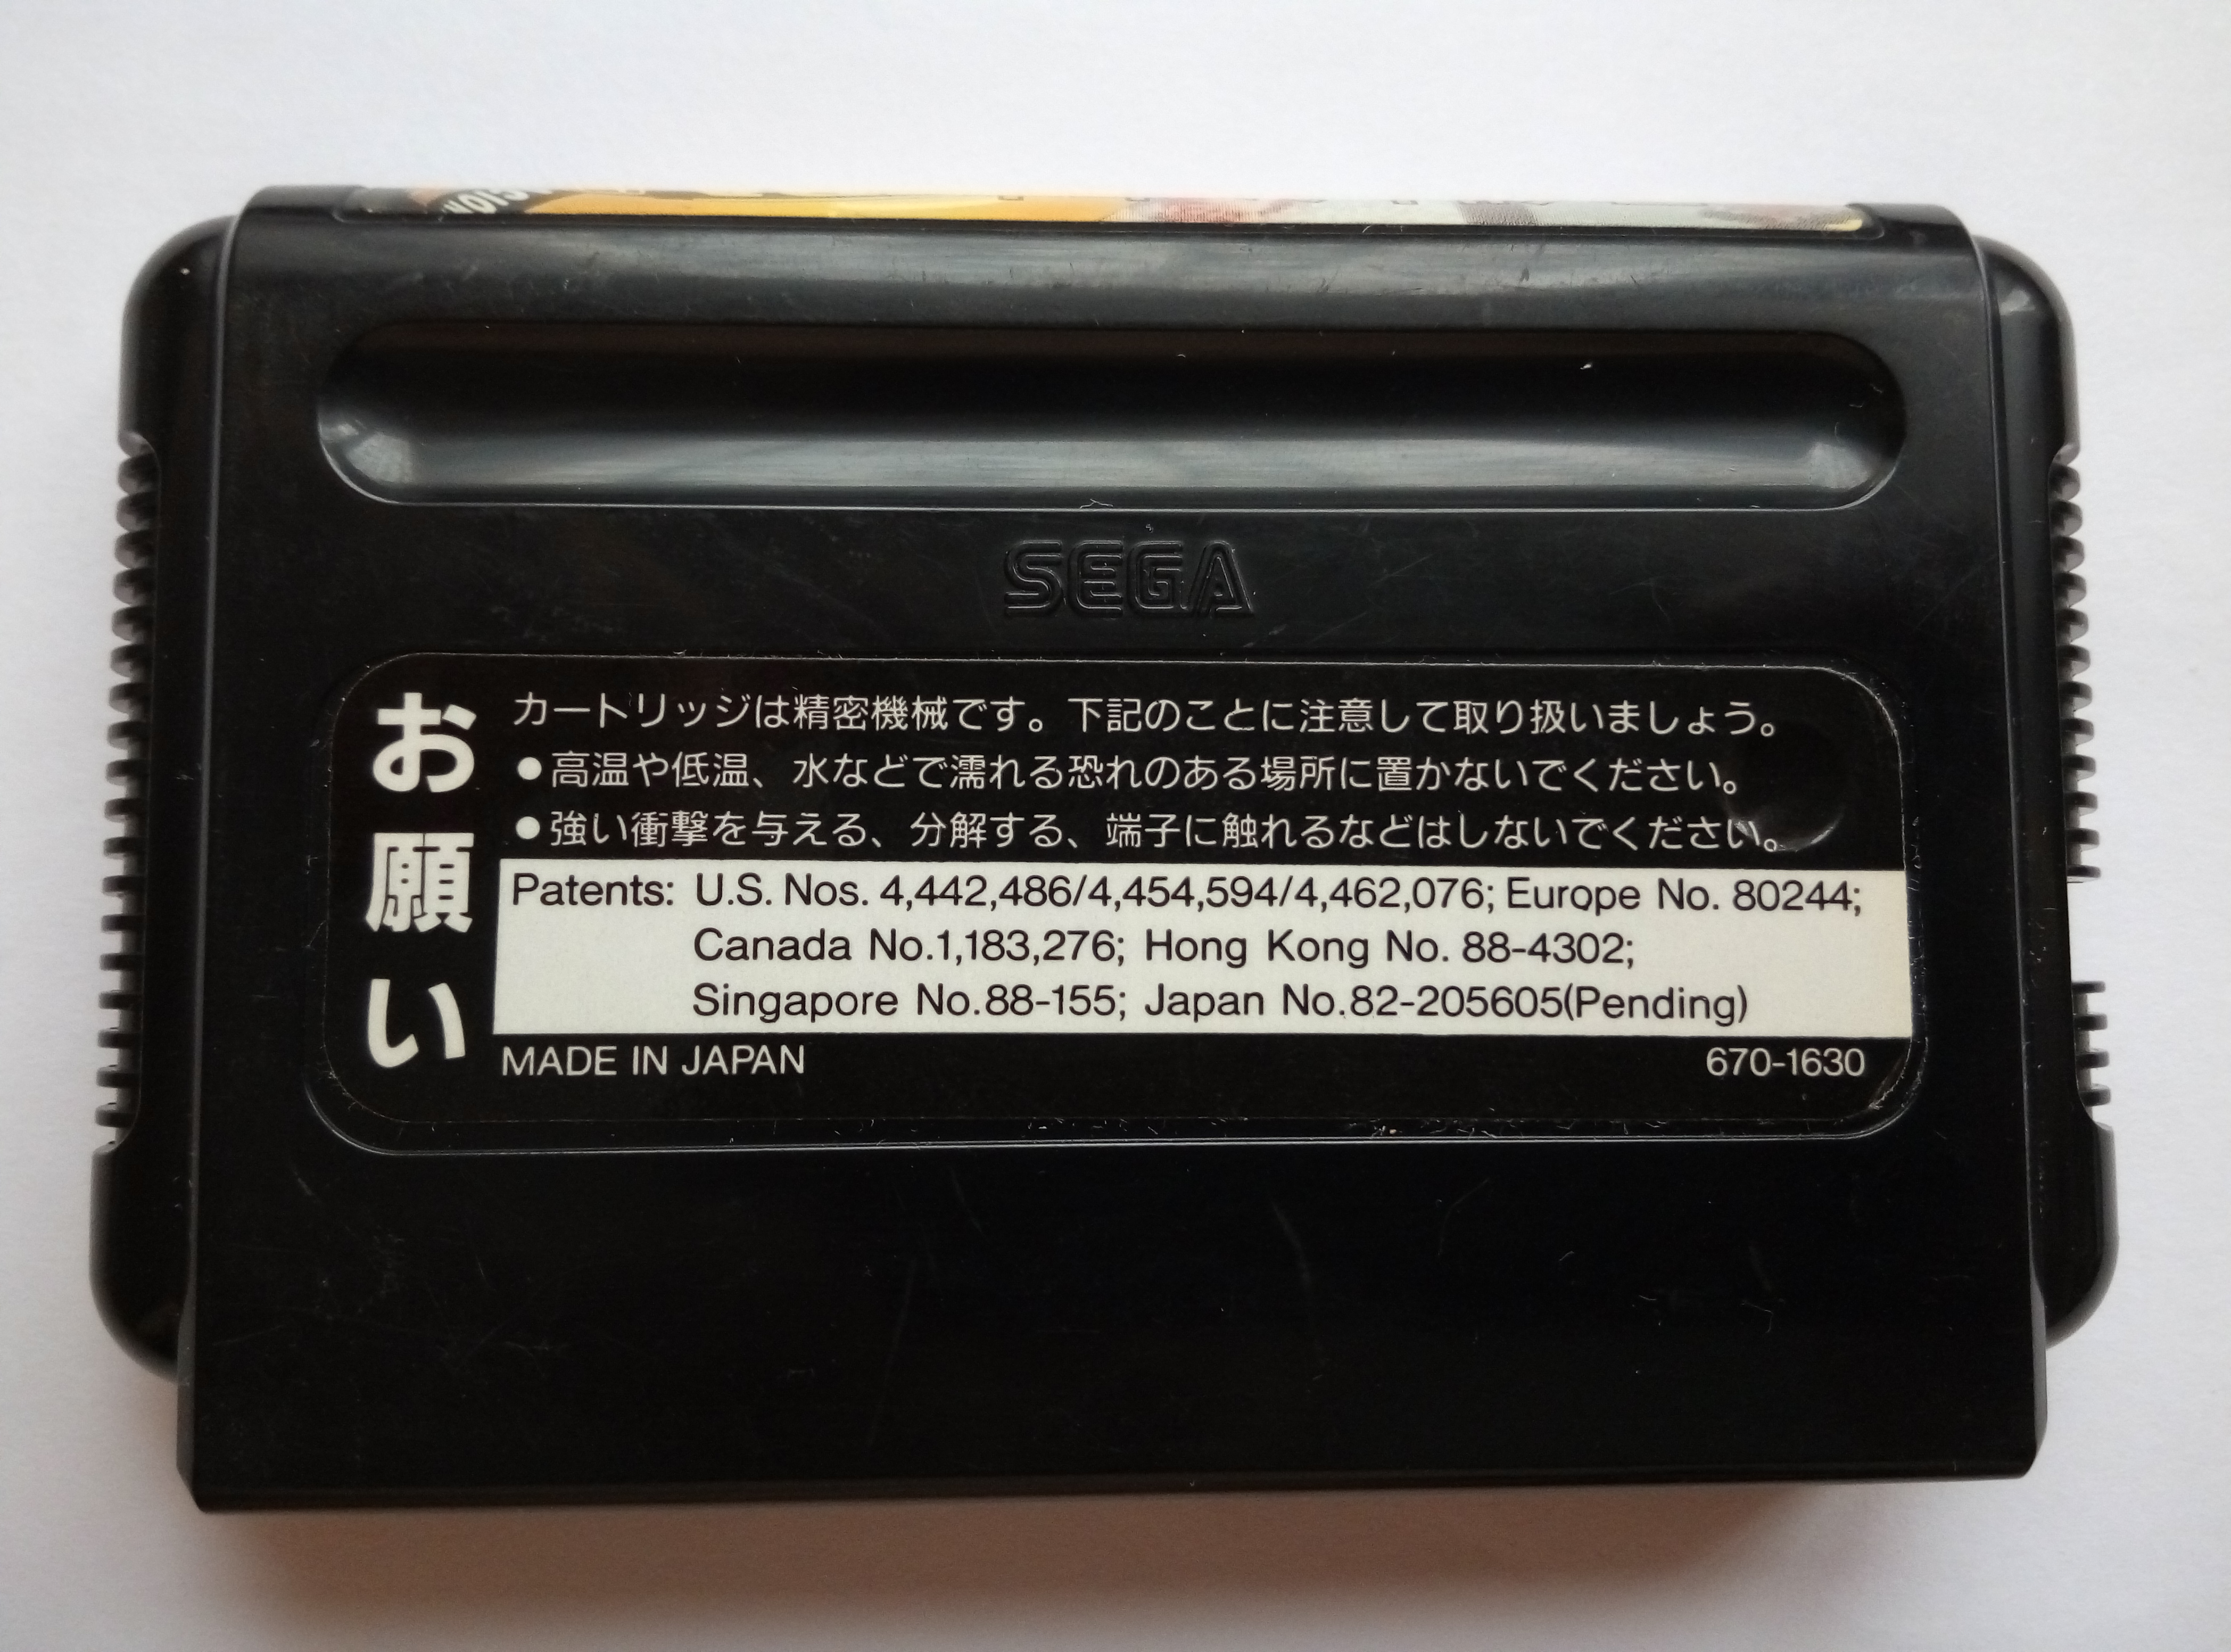 SEGA
お願い
カートリッジは精密機械です。下記のことに注意して取り扱いましょう。
●高温や低温、水などで濡れる恐れのある場所に置かないでください。
●強い衝撃を与える、分解する、端子に触れるなどはしないでください。
Patents: U.S. Nos. 4,442,486/4,454,594/4,462,076; Europe No. 80244;
Canada No.1,183,276; Hong Kong No. 88-4302;
Singapore No.88-155; Japan No.82-205605(Pending)
MADE IN JAPAN
670-1630